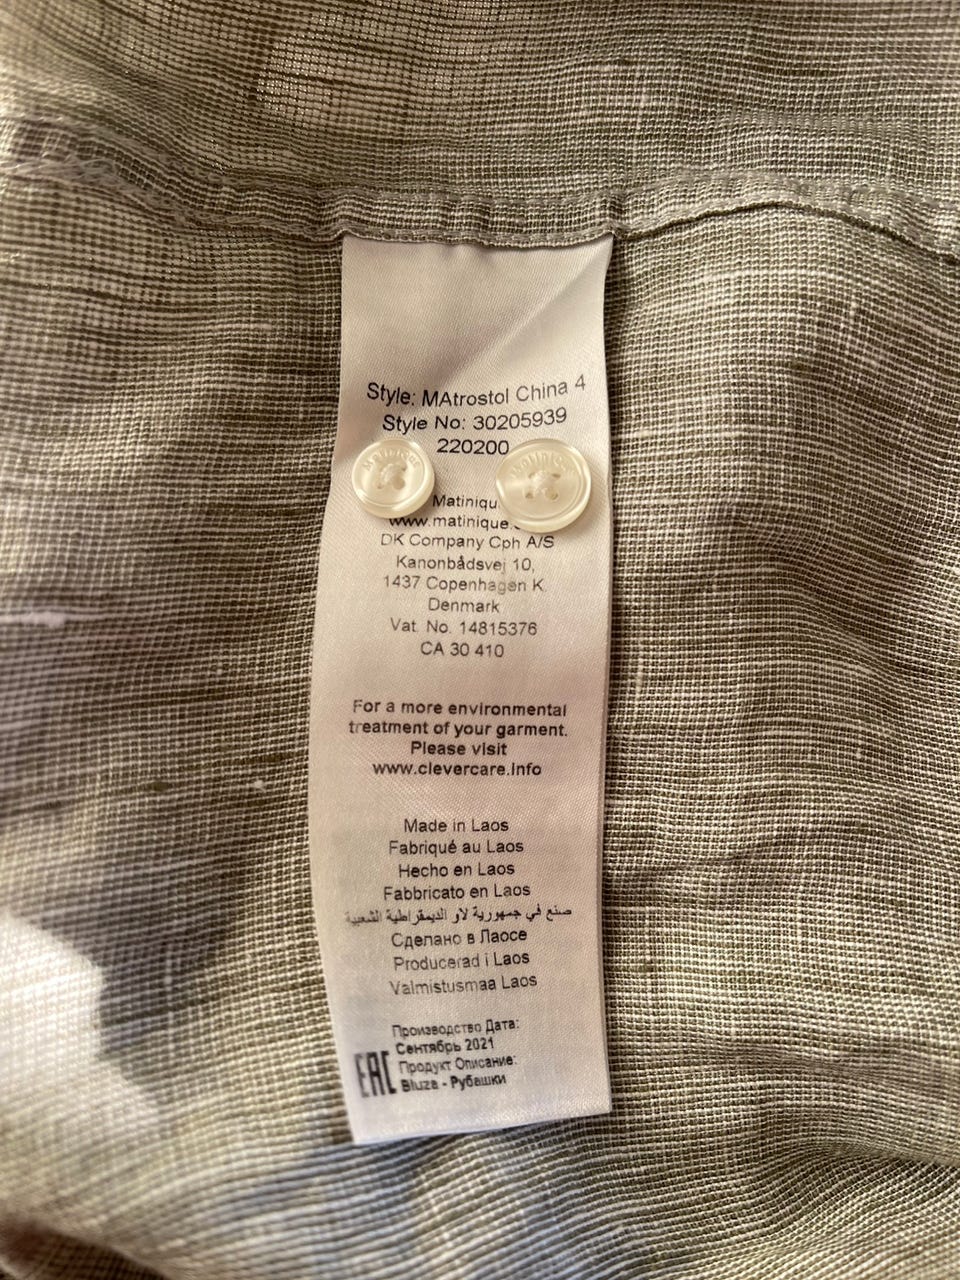 Style: MAtrostol China 4
Style No: 30205939
220200
Matinique
www.matinique.
DK Company Cph A/S
Kanonbådsvej 10,
1437 Copenhagen K.
Denmark
Vat. No. 14815376
CA 30 410
For a more environmental
treatment of your garment.
Please visit
www.clevercare.info
Made in Laos
Fabriqué au Laos
Hecho en Laos
Fabbricato en Laos
صنع في جمهورية لاو الديمقراطية الشعبية
Сделано в Лаосе
Producerad i Laos
Valmistusmaa Laos
Производство Дата:
Сентябрь 2021
EAC
Продукт Описание:
Bluza - Рубашки